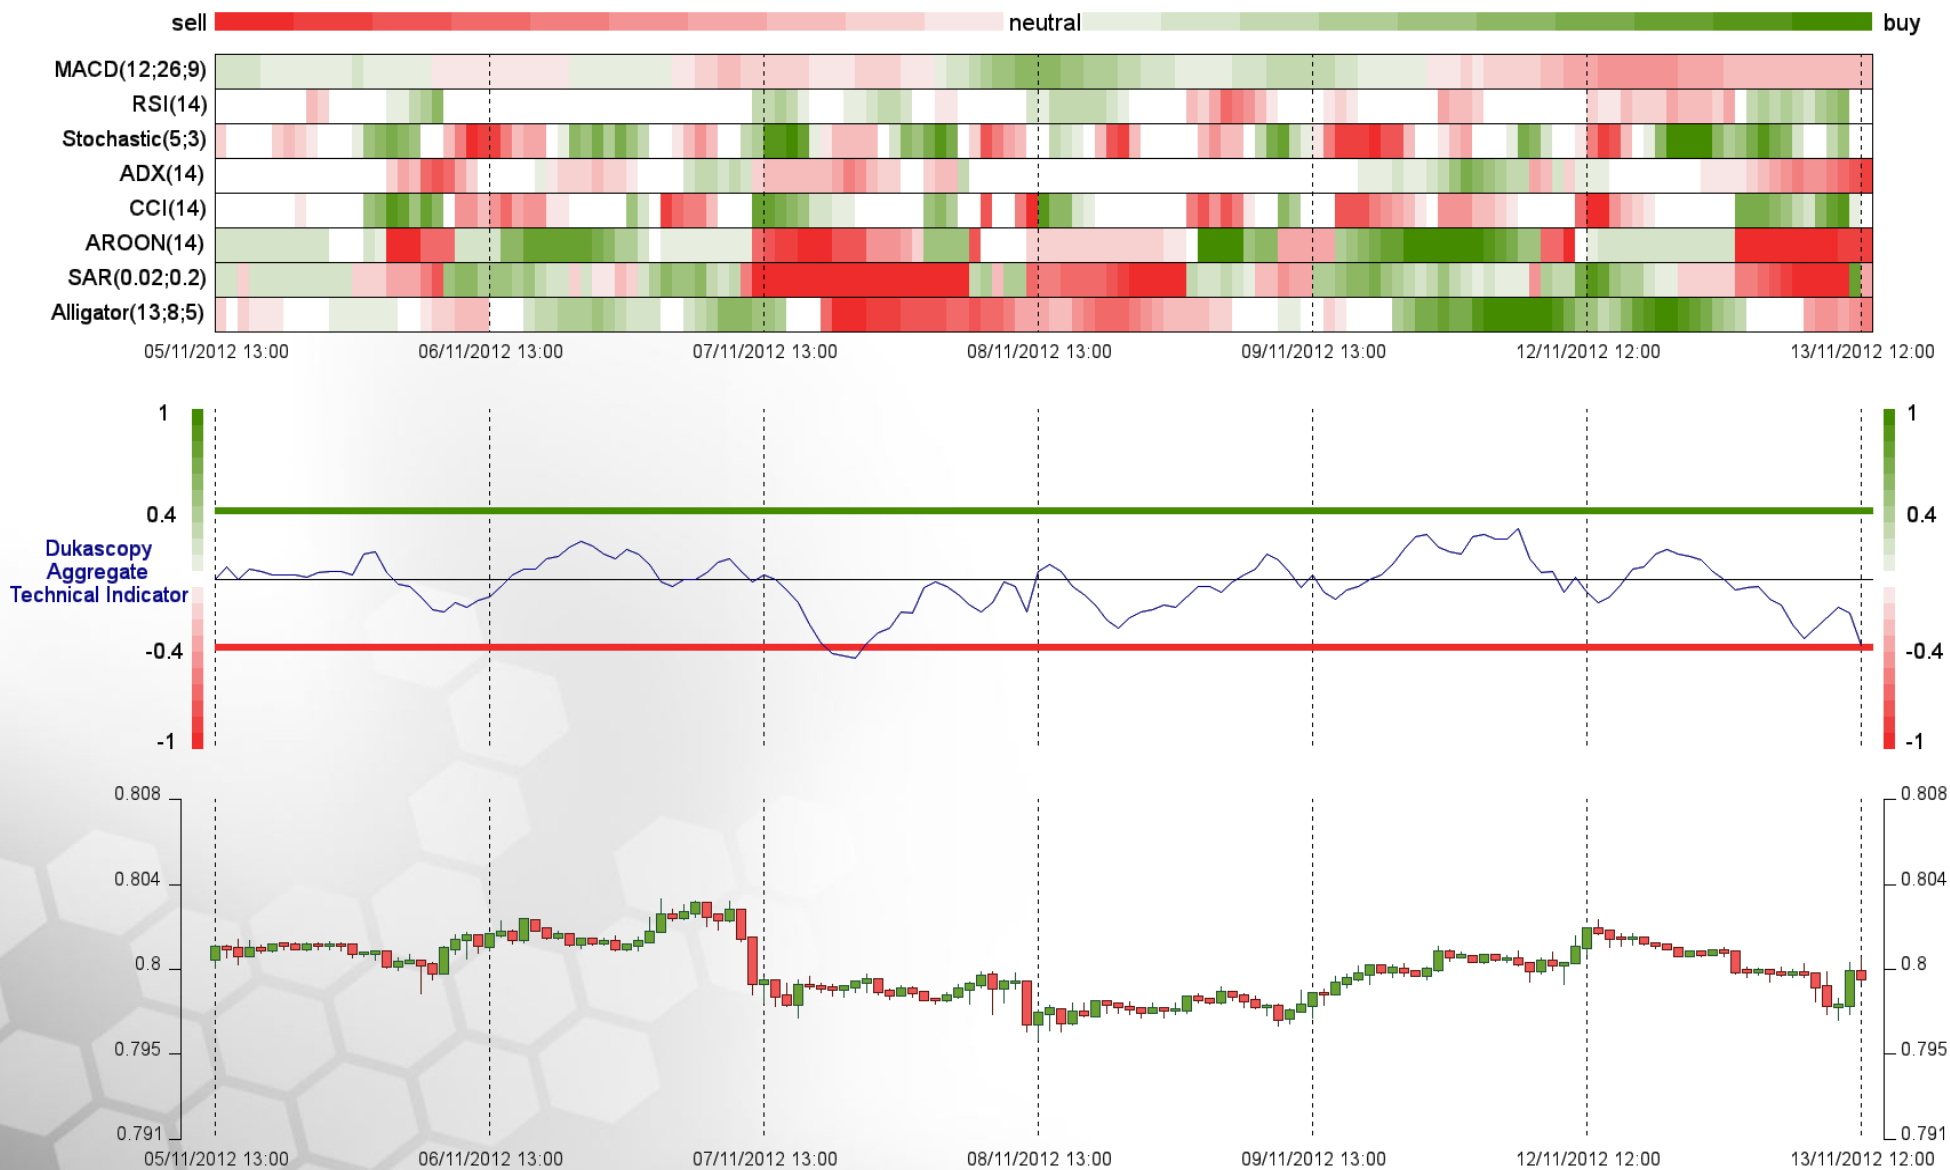 sell neutral buy
MACD(12;26;9)
RSI(14)
Stochastic(5;3)
ADX(14)
CCI(14)
AROON(14)
SAR(0.02;0.2)
Alligator(13;8;5)
05/11/2012 13:00 06/11/2012 13:00 07/11/2012 13:00 08/11/2012 13:00 09/11/2012 13:00 12/11/2012 12:00 13/11/2012 12:00
1 1
0.4 0.4
Dukascopy
Aggregate
Technical Indicator
-0.4 -0.4
-1 -1
0.808 0.808
0.804 0.804
0.8 0.8
0.795 0.795
0.791 0.791
05/11/2012 13:00 06/11/2012 13:00 07/11/2012 13:00 08/11/2012 13:00 09/11/2012 13:00 12/11/2012 12:00 13/11/2012 12:00